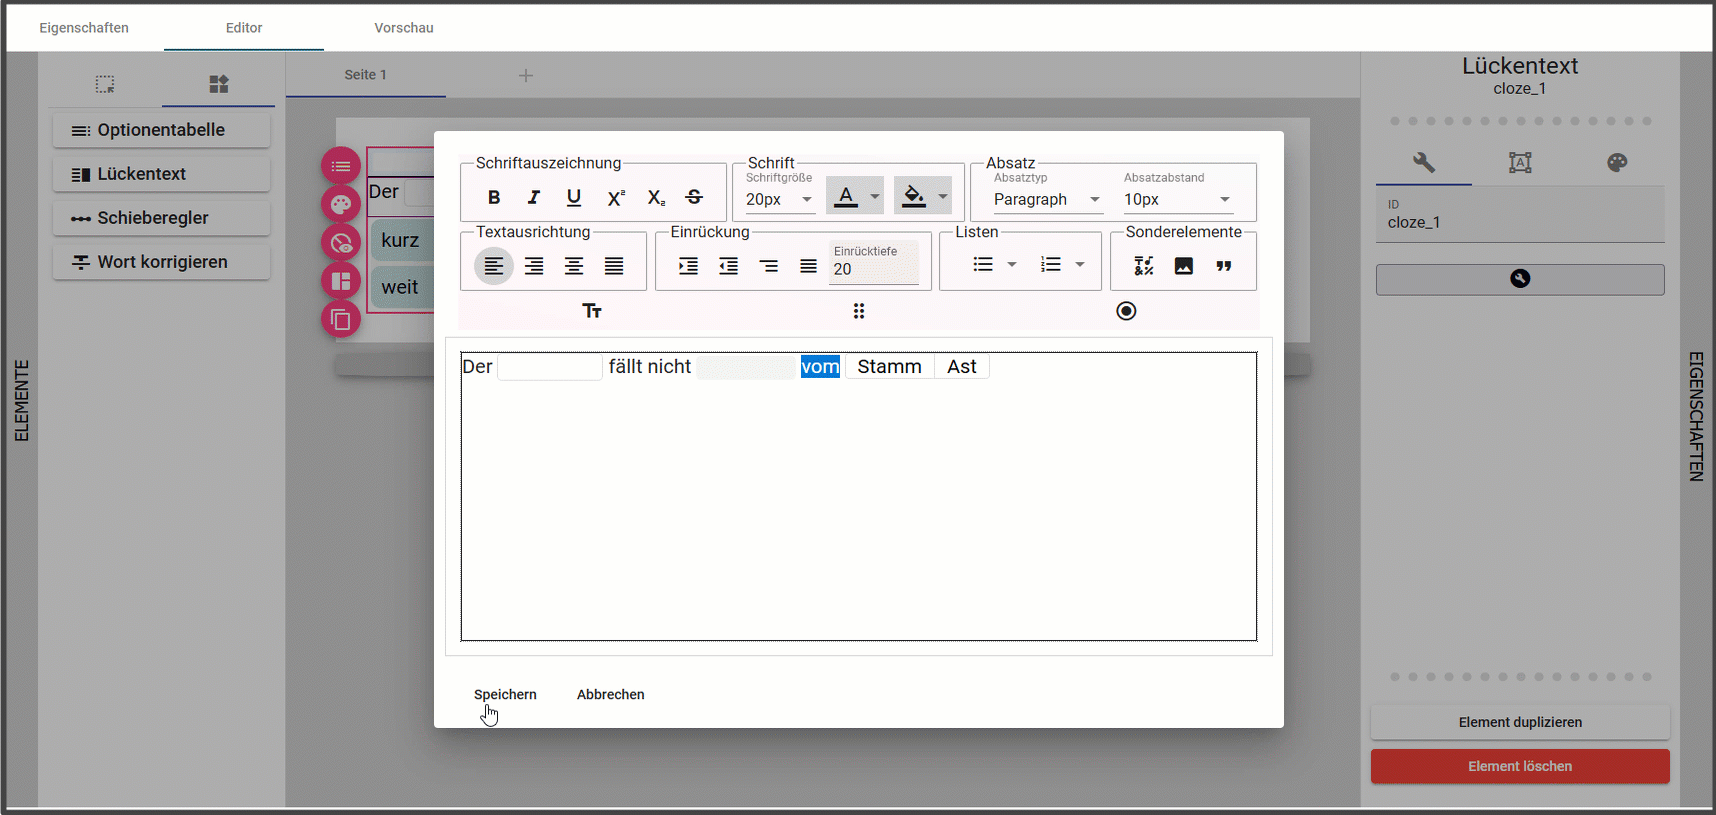 Eigenschaften Editor Vorschau
Seite 1
Optionentabelle
Lückentext
Schieberegler
Wort korrigieren
ELEMENTE
Der
kurz
weit
Schriftauszeichnung
B I U X² X₂ S
Schrift
Schriftgröße
20px
A
Absatz
Absatztyp
Paragraph
Absatzabstand
10px
Textausrichtung
Einrückung
Einrücktiefe
20
Listen
Sonderelemente
Der fällt nicht vom Stamm Ast
Speichern Abbrechen
Lückentext
cloze_1
ID
cloze_1
Element duplizieren
Element löschen
EIGENSCHAFTEN